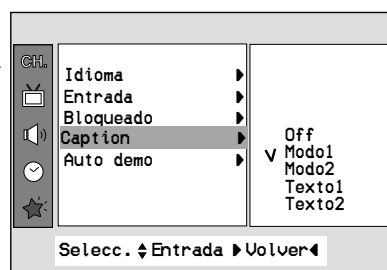 CH.
Idioma
Entrada
Bloqueado
Caption
Auto demo
Off
Modo1
Modo2
Texto1
Texto2
Selecc. Entrada Volver